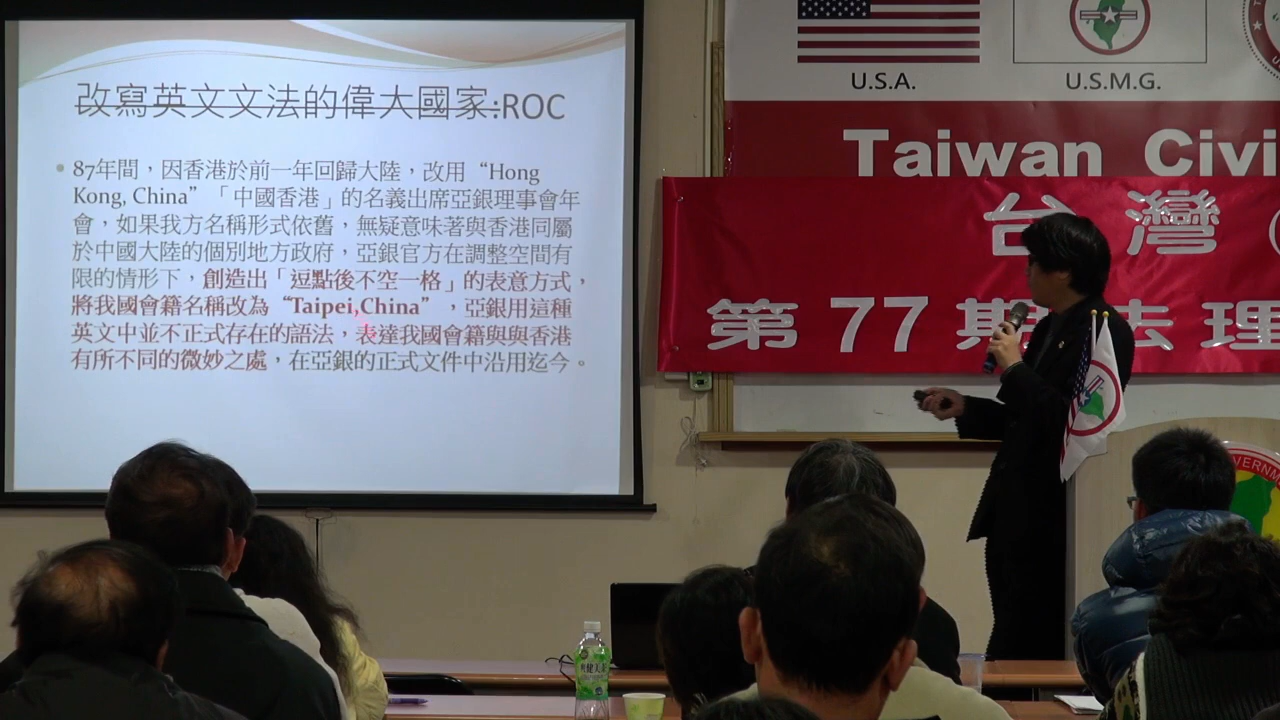 改寫英文文法的偉大國家:ROC
• 87年間，因香港於前一年回歸大陸，改用“Hong
Kong, China”「中國香港」的名義出席亞銀理事會年
會，如果我方名稱形式依舊，無疑意味著與香港同屬
於中國大陸的個別地方政府，亞銀官方在調整空間有
限的情形下，創造出「逗點後不空一格」的表意方式，
將我國會籍名稱改為“Taipei,China”，亞銀用這種
英文中並不正式存在的語法，表達我國會籍與與香港
有所不同的微妙之處，在亞銀的正式文件中沿用迄今。
U.S.A.
U.S.M.G.
Taiwan Civi
台灣
第77期法理